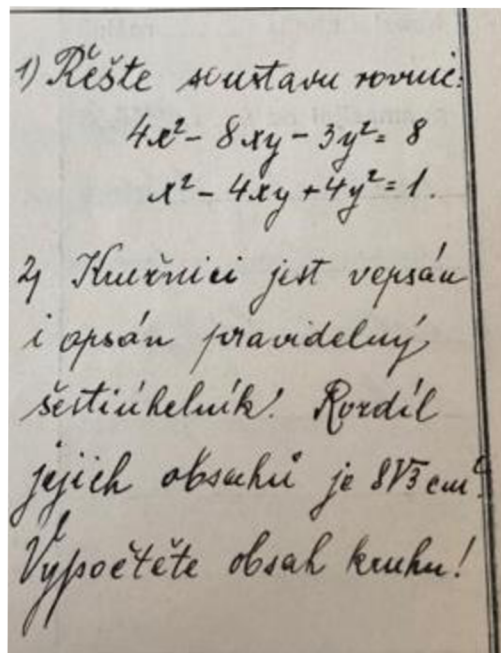 1) Řešte soustavu rovnic:
4x² - 8xy - 3y² = 8
x² - 4xy + 4y² = 1.
2) Kružnici jest vepsán
i opsán pravidelný
šestiúhelník. Rozdíl
jejich obsahů je 8√3 cm².
Vypočtěte obsah kruhu!